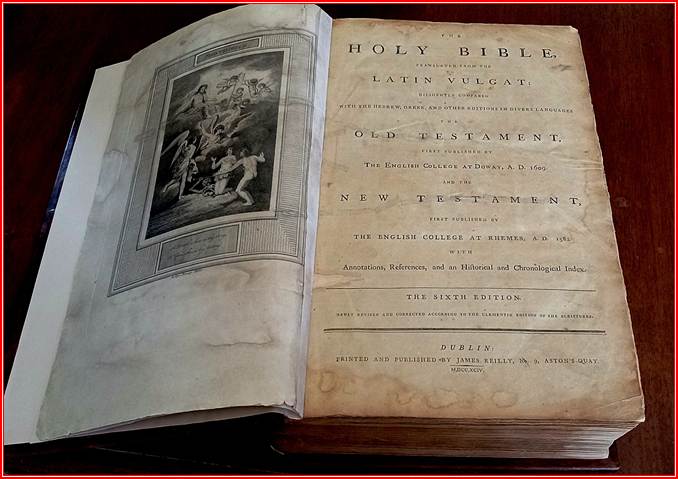 THE
HOLY BIBLE,
TRANSLATED FROM THE
LATIN VULGAT:
DILIGENTLY COMPARED
WITH THE HEBREW, GREEK, AND OTHER EDITIONS IN DIVERS LANGUAGES
THE
OLD TESTAMENT,
FIRST PUBLISHED BY
THE ENGLISH COLLEGE AT DOWAY, A. D. 1609.
AND THE
NEW TESTAMENT,
FIRST PUBLISHED BY
THE ENGLISH COLLEGE AT RHEMES, A. D. 1582.
WITH
Annotations, References, and an Historical and Chronological Index.
THE SIXTH EDITION.
NEWLY REVISED AND CORRECTED ACCORDING TO THE CLEMENTIN EDITION OF THE SCRIPTURES.
DUBLIN:
PRINTED AND PUBLISHED BY JAMES REILLY, No. 9, ASTON'S QUAY.
M,DCC,XCIV.